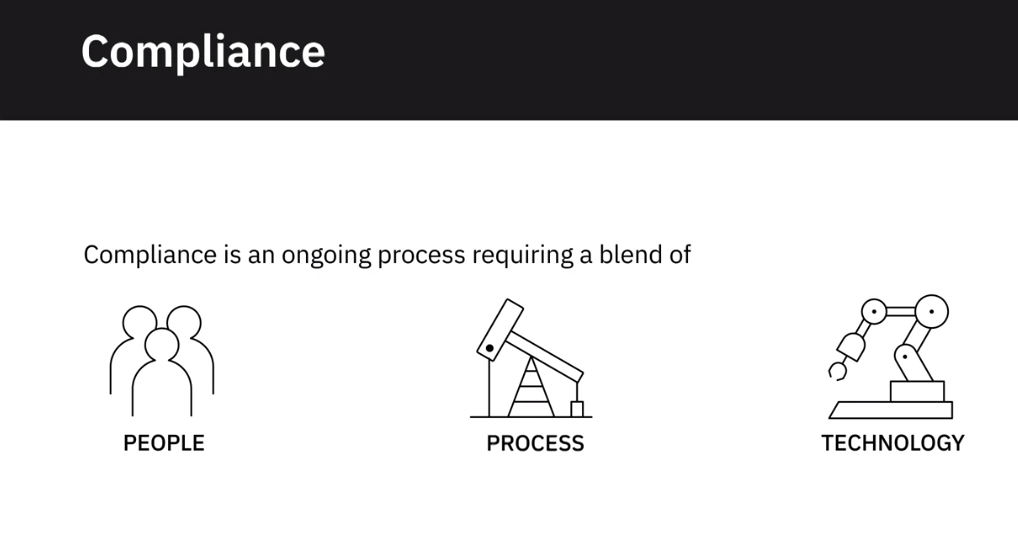 Compliance
Compliance is an ongoing process requiring a blend of
PEOPLE
PROCESS
TECHNOLOGY